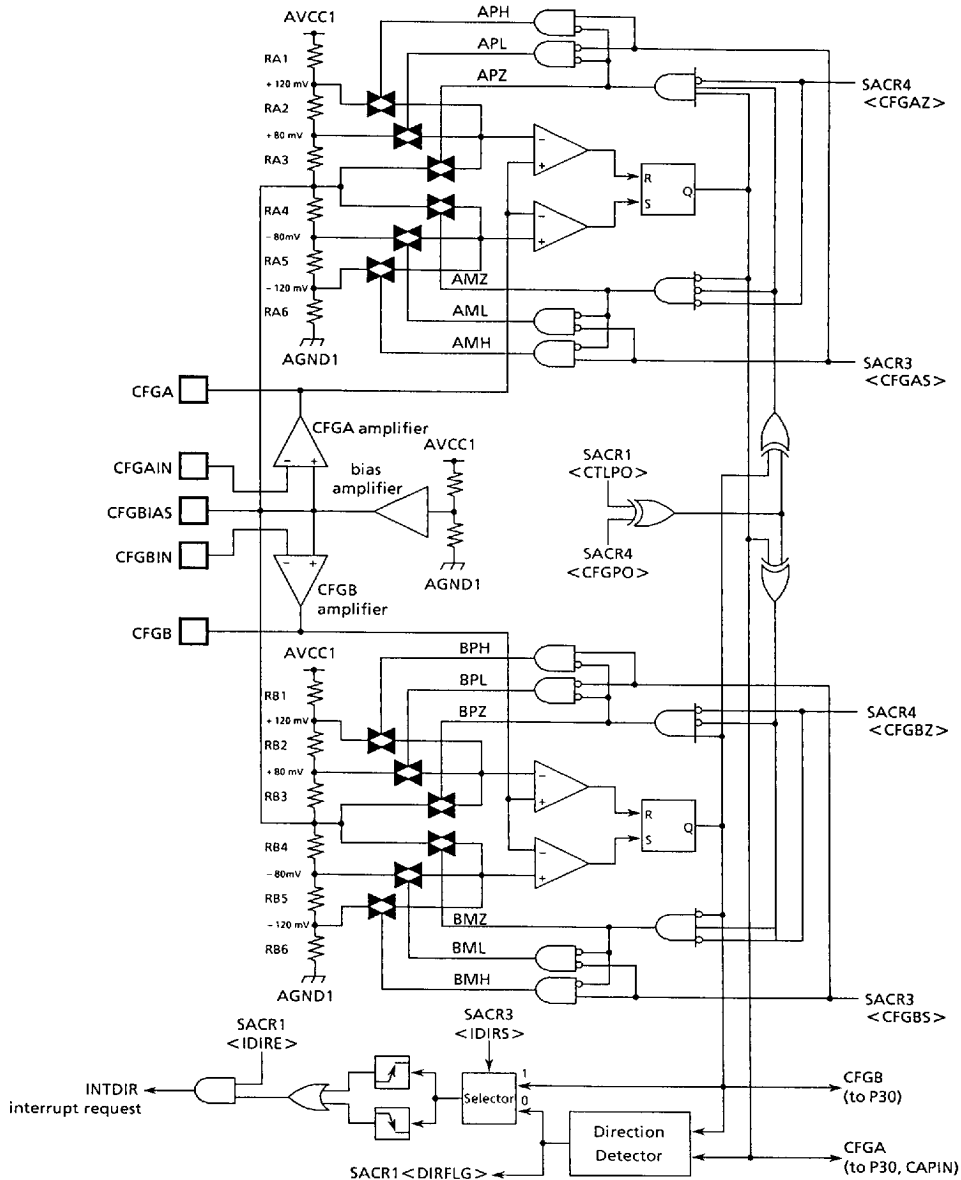 AVCC1
RA1
+ 120 mV
RA2
+ 80 mV
RA3
RA4
− 80mV
RA5
− 120 mV
RA6
AGND1
APH
APL
APZ
AMZ
AML
AMH
− 
+
−
+
R
S
Q
SACR4
<CFGAZ>
SACR3
<CFGAS>
CFGA
CFGA amplifier
− +
CFGAIN
CFGBIAS
CFGBIN
bias
amplifier
AVCC1
AGND1
− +
CFGB
amplifier
CFGB
SACR1
<CTLPO>
SACR4
<CFGPO>
AVCC1
RB1
+ 120 mV
RB2
+ 80 mV
RB3
RB4
− 80mV
RB5
− 120 mV
RB6
AGND1
BPH
BPL
BPZ
BMZ
BML
BMH
−
+
−
+
R
S
Q
SACR4
<CFGBZ>
SACR3
<CFGBS>
SACR1
<IDIRE>
SACR3
<IDIRS>
INTDIR
interrupt request
Selector
1
0
Direction
Detector
SACR1<DIRFLG>
CFGB
(to P30)
CFGA
(to P30, CAPIN)